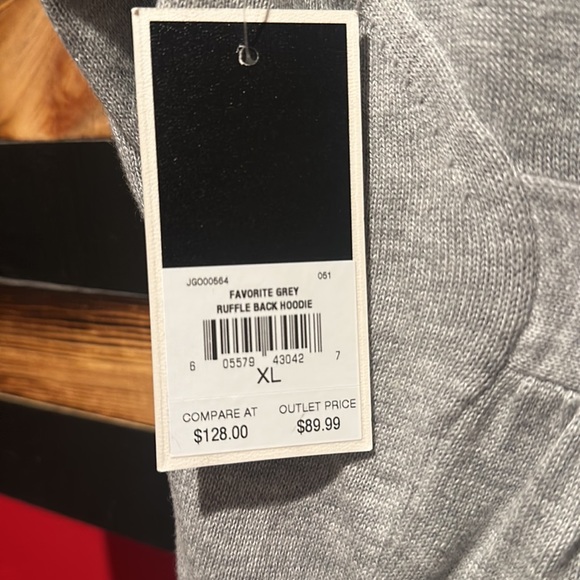 JGO00564 051
FAVORITE GREY
RUFFLE BACK HOODIE
6 05579 43042 7
XL
COMPARE AT OUTLET PRICE
$128.00 $89.99